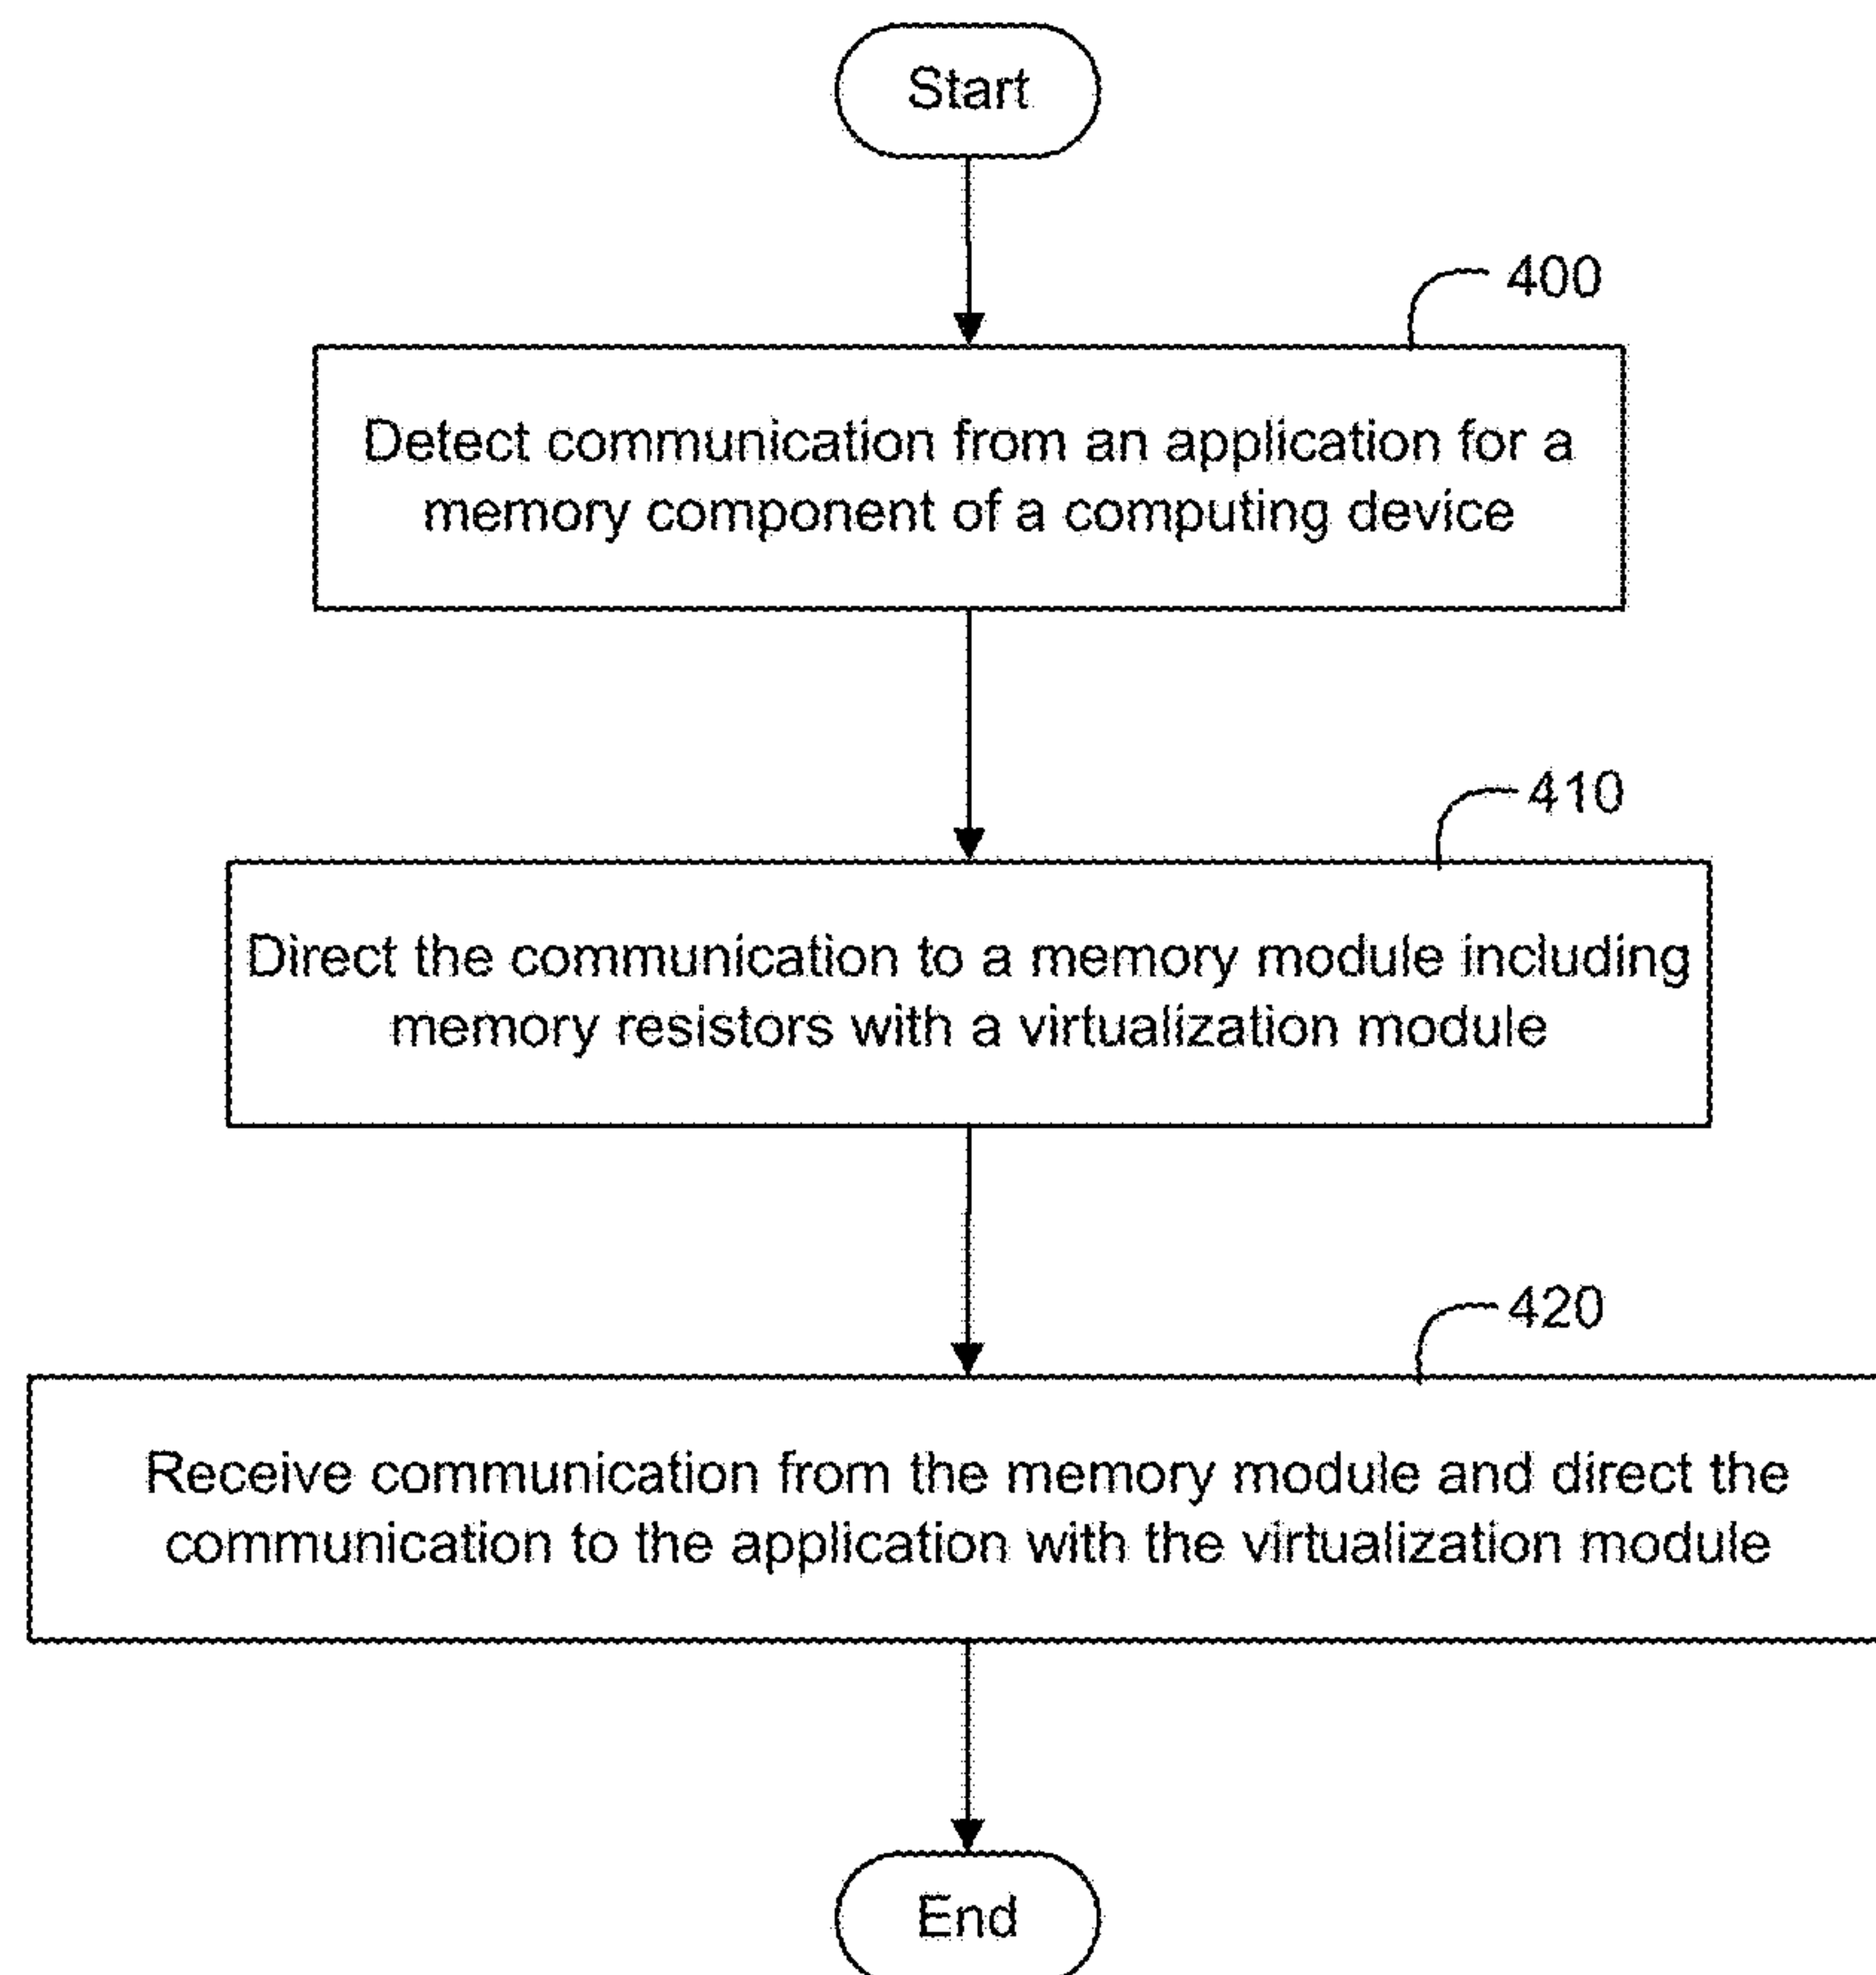 Start
400
Detect communication from an application for a
memory component of a computing device
410
Direct the communication to a memory module including
memory resistors with a virtualization module
420
Receive communication from the memory module and direct the
communication to the application with the virtualization module
End